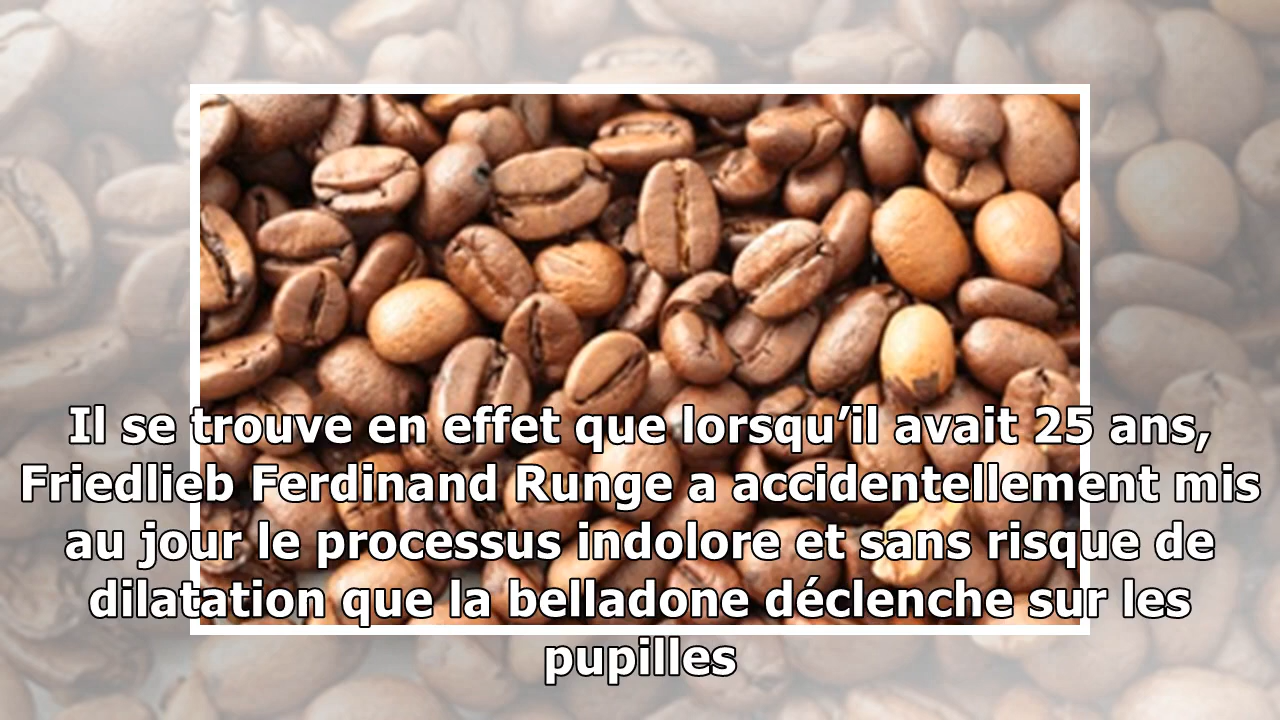 Il se trouve en effet que lorsqu’il avait 25 ans,
Friedlieb Ferdinand Runge a accidentellement mis
au jour le processus indolore et sans risque de
dilatation que la belladone déclenche sur les
pupilles